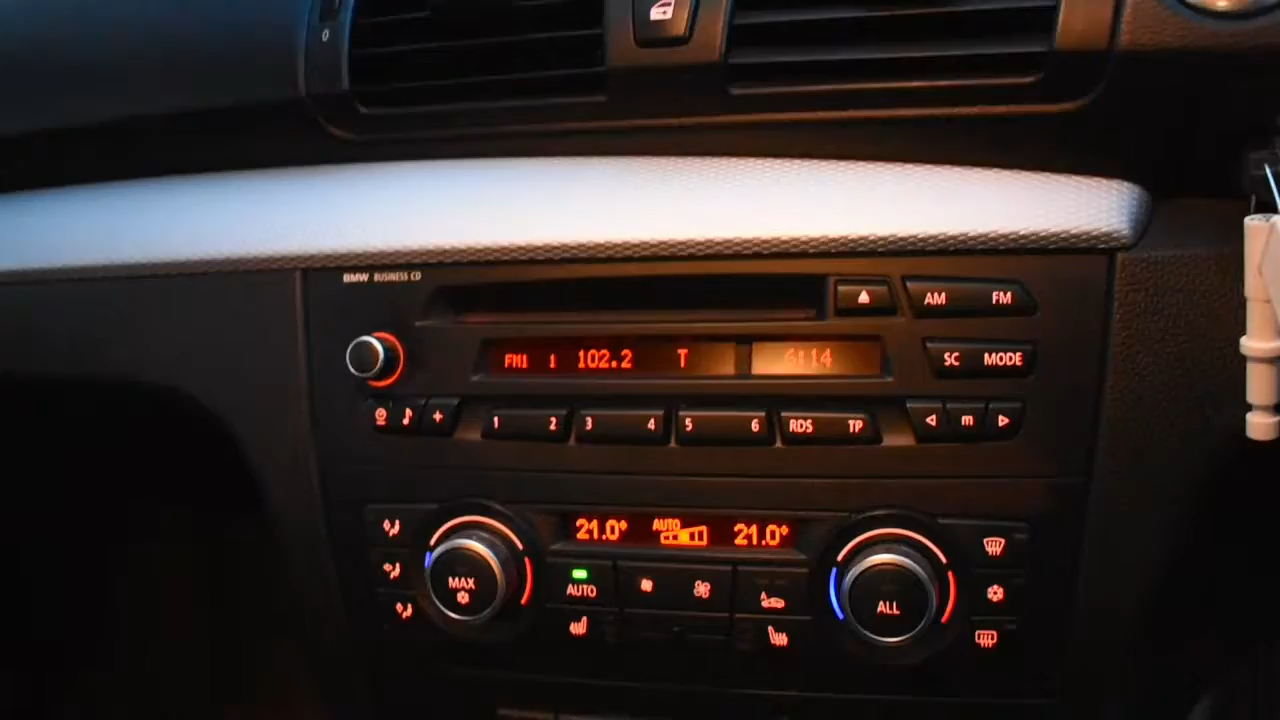 0
BMW BUSINESS CD
AM FM
FM1 1 102.2 T 6:14
SC MODE
1 2 3 4 5 6 RDS TP m
21.0° AUTO 21.0°
MAX AUTO A ALL